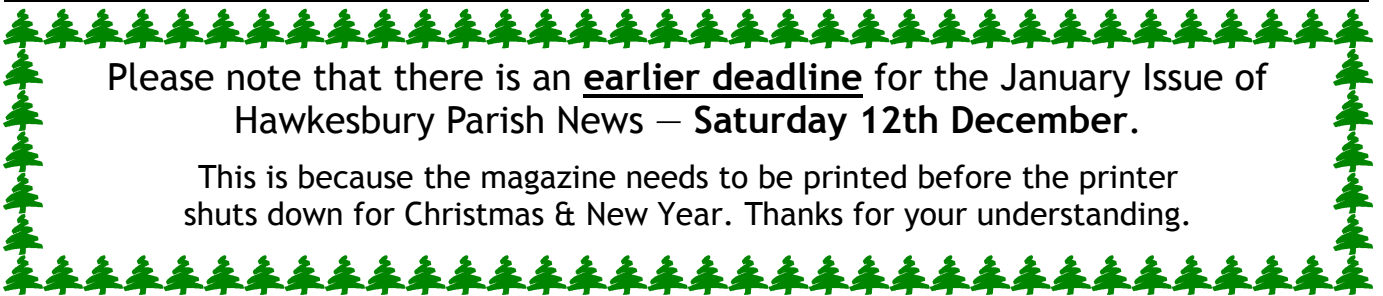 Please note that there is an earlier deadline for the January Issue of
Hawkesbury Parish News — Saturday 12th December.
This is because the magazine needs to be printed before the printer
shuts down for Christmas & New Year. Thanks for your understanding.